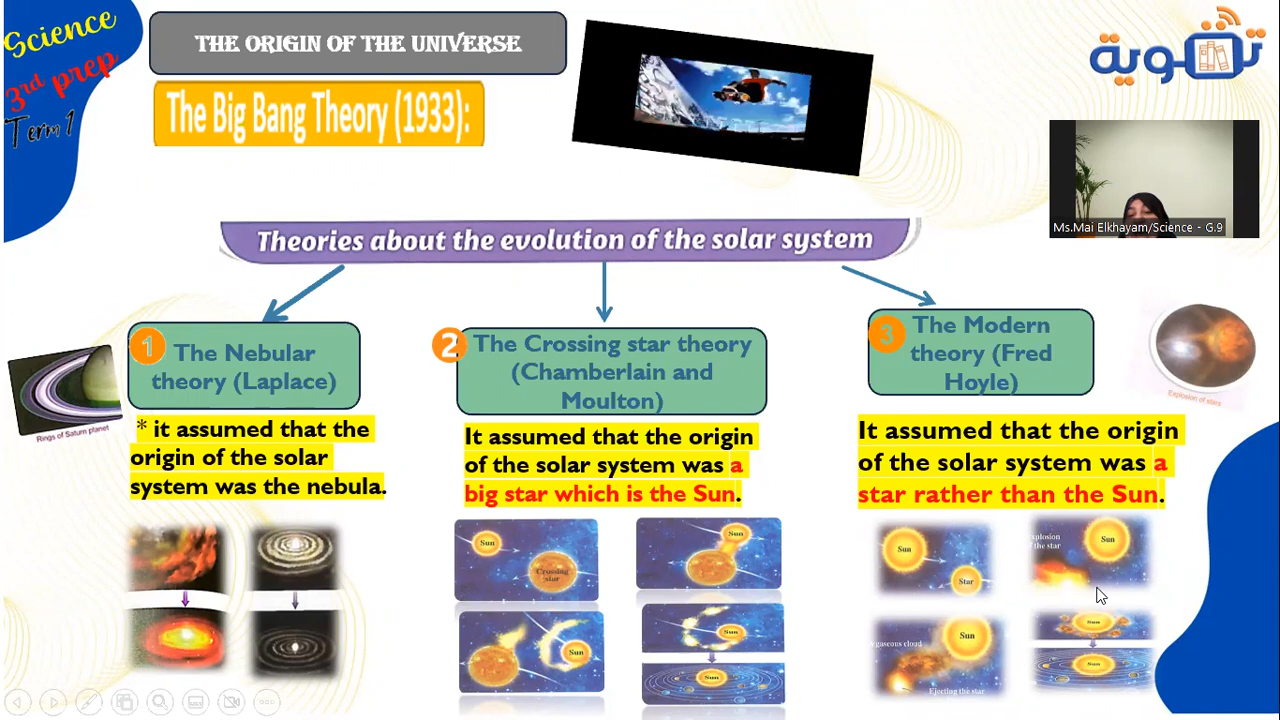 Science
3rd prep
Term 1
THE ORIGIN OF THE UNIVERSE
The Big Bang Theory (1933):
تقوية
Ms.Mai Elkhayam/Science - G.9
Theories about the evolution of the solar system
1
The Nebular
theory (Laplace)
* it assumed that the
origin of the solar
system was the nebula.
Rings of Saturn planet
2
The Crossing star theory
(Chamberlain and
Moulton)
It assumed that the origin
of the solar system was a
big star which is the Sun.
Sun
Crossing
star
Sun
Sun
Sun
Sun
3
The Modern
theory (Fred
Hoyle)
It assumed that the origin
of the solar system was a
star rather than the Sun.
Explosion of stars
Sun
Star
xplosion
f the star
Sun
gaseous cloud
Sun
Ejecting the star
Sun
Sun